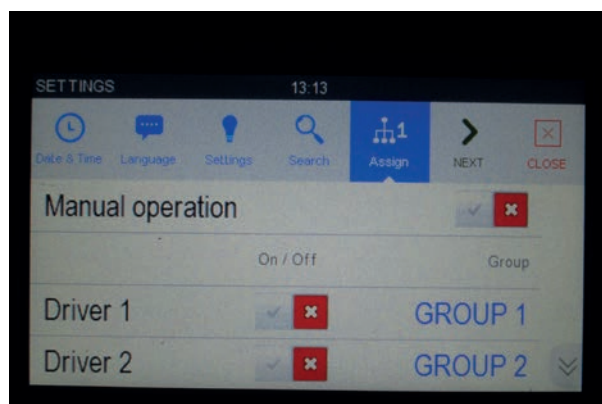 SETTINGS 13:13
Date & Time Language Settings Search 1 Assign NEXT CLOSE
Manual operation
On / Off Group
Driver 1 GROUP 1
Driver 2 GROUP 2